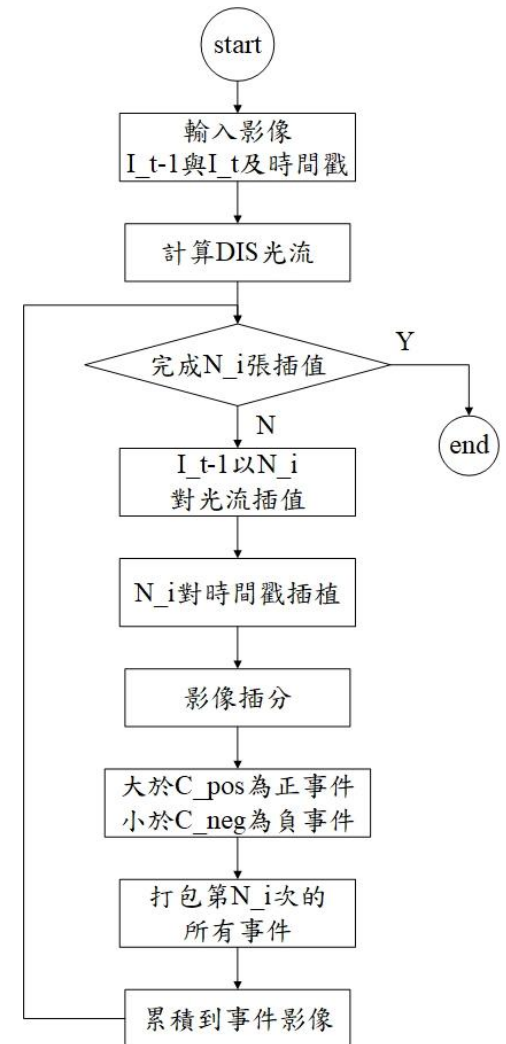 start
輸入影像
I_t-1與I_t及時間戳
計算DIS光流
完成N_i張插值
Y
end
N
I_t-1以N_i
對光流插值
N_i對時間戳插植
影像插分
大於C_pos為正事件
小於C_neg為負事件
打包第N_i次的
所有事件
累積到事件影像